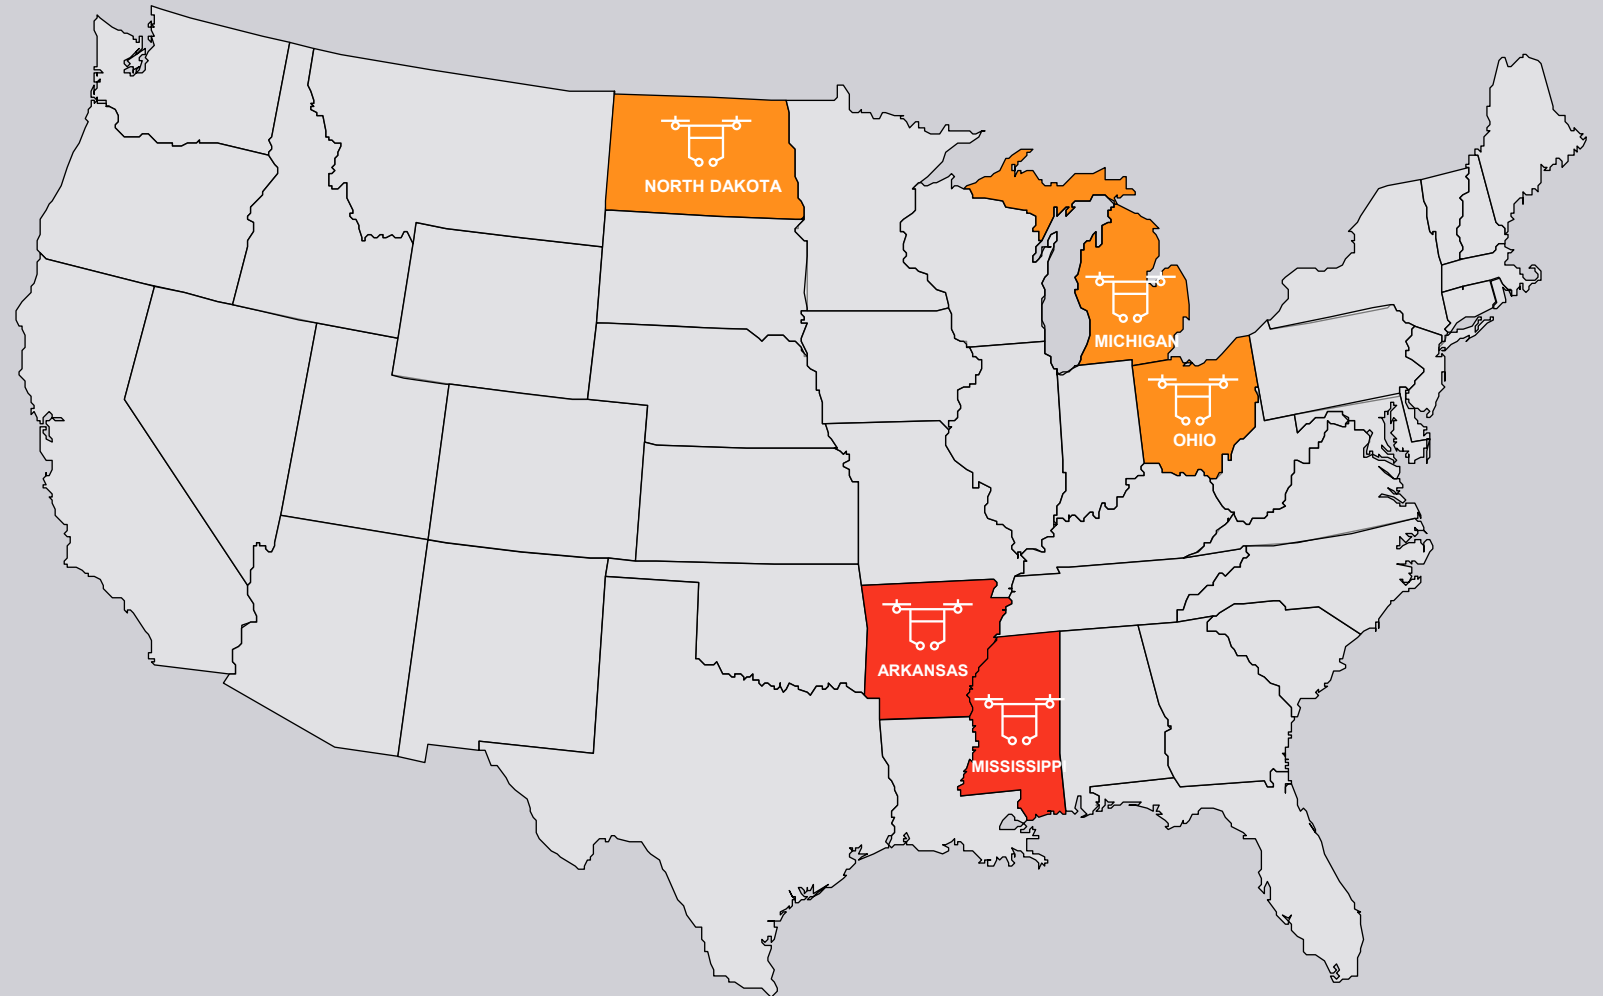 NORTH DAKOTA
MICHIGAN
OHIO
ARKANSAS
MISSISSIPPI